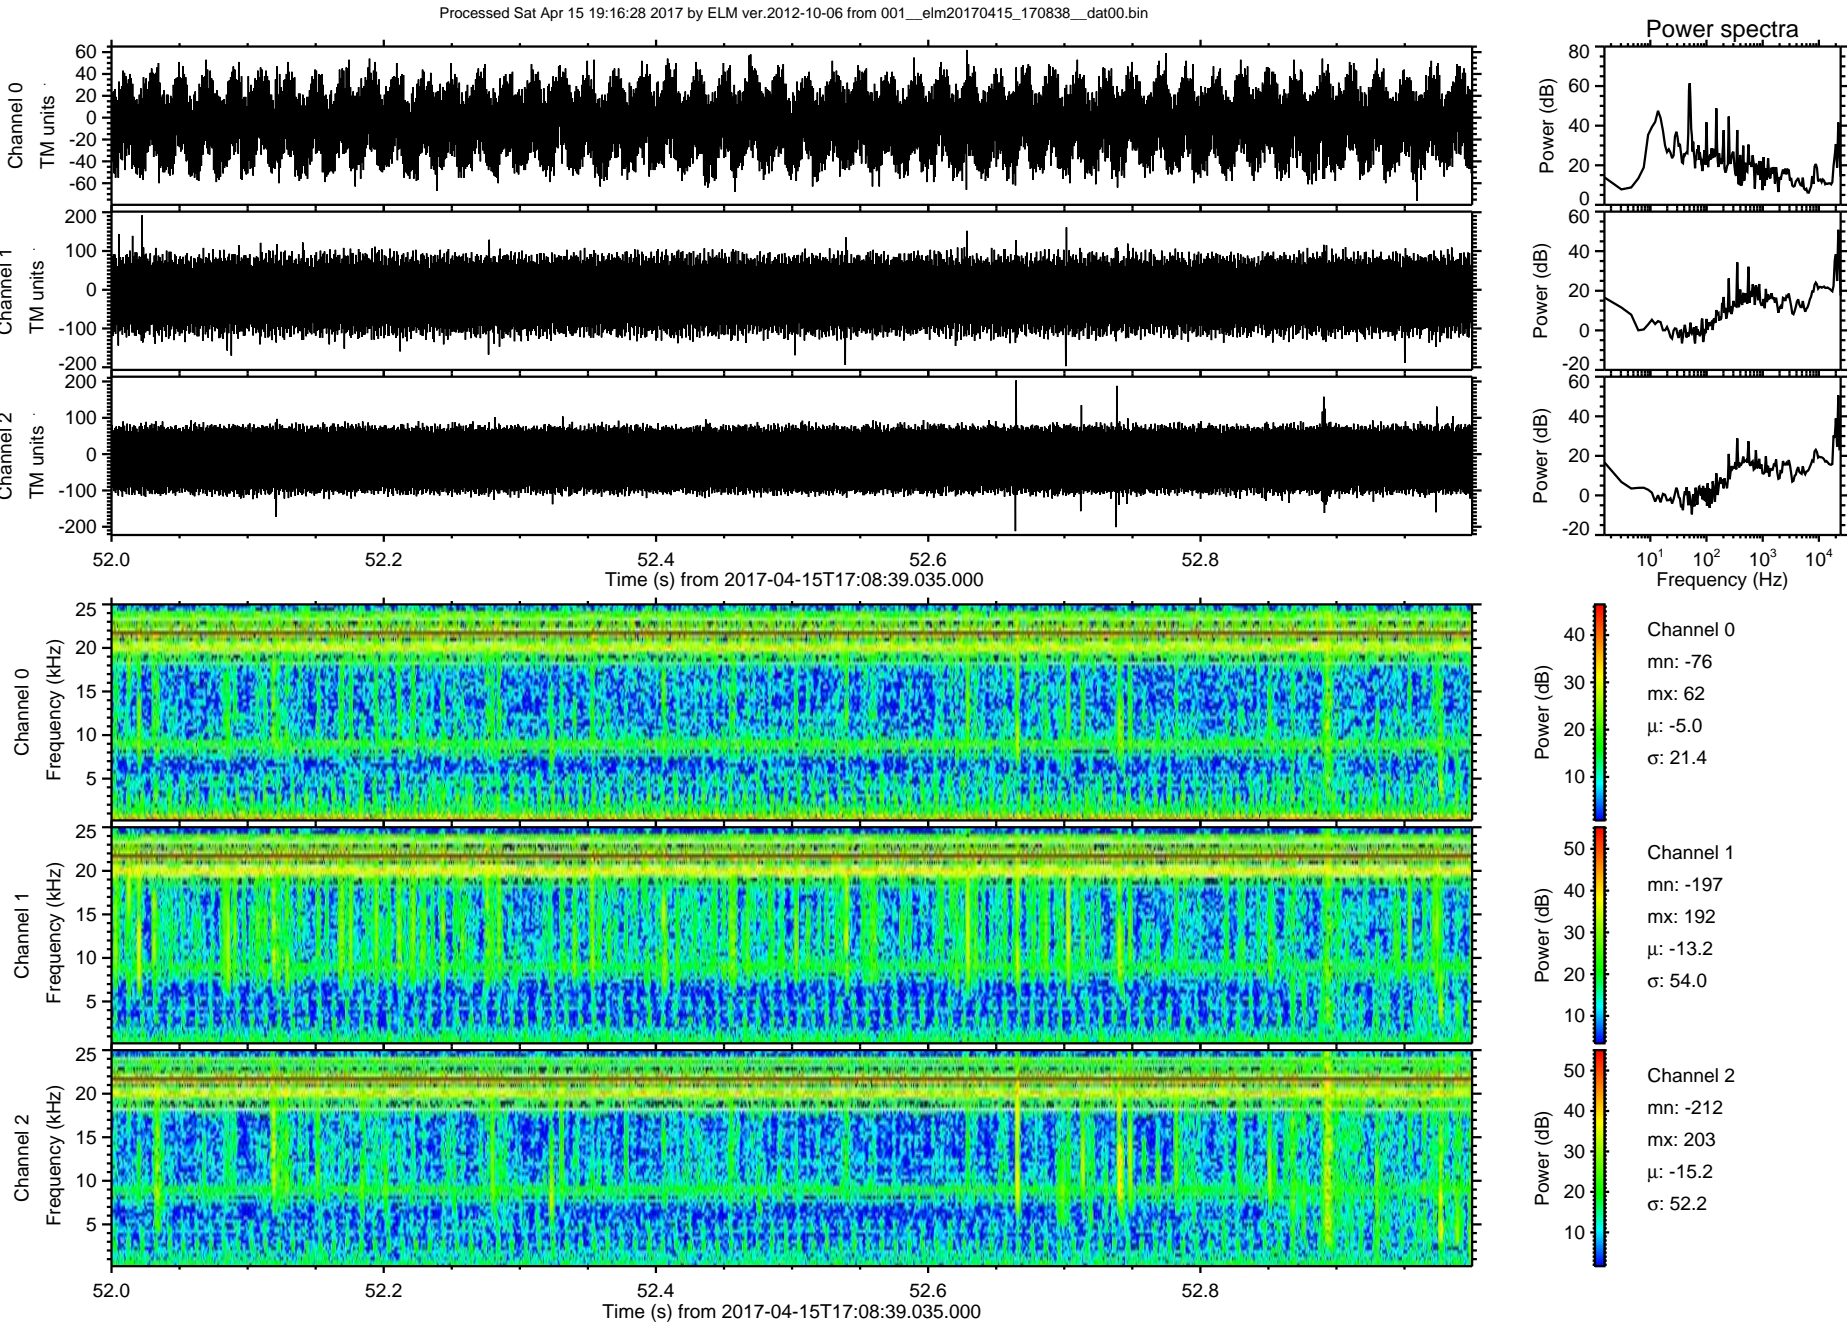 Processed Sat Apr 15 19:16:28 2017 by ELM ver.2012-10-06 from 001__elm20170415_170838__dat00.bin
Power spectra
Channel 0
TM units
60
40
20
0
-20
-40
-60
Power (dB)
80
60
40
20
0
Channel 1
TM units
200
100
0
-100
-200
Power (dB)
60
40
20
0
-20
Channel 2
TM units
200
100
0
-100
-200
Power (dB)
60
40
20
0
-20
52.0 52.2 52.4 52.6 52.8
Time (s) from 2017-04-15T17:08:39.035.000
10¹ 10² 10³ 10⁴
Frequency (Hz)
Channel 0
Frequency (kHz)
25
20
15
10
5
Power (dB)
40
30
20
10
Channel 0
mn: -76
mx: 62
μ: -5.0
σ: 21.4
Channel 1
Frequency (kHz)
25
20
15
10
5
Power (dB)
50
40
30
20
10
Channel 1
mn: -197
mx: 192
μ: -13.2
σ: 54.0
Channel 2
Frequency (kHz)
25
20
15
10
5
Power (dB)
50
40
30
20
10
Channel 2
mn: -212
mx: 203
μ: -15.2
σ: 52.2
52.0 52.2 52.4 52.6 52.8
Time (s) from 2017-04-15T17:08:39.035.000